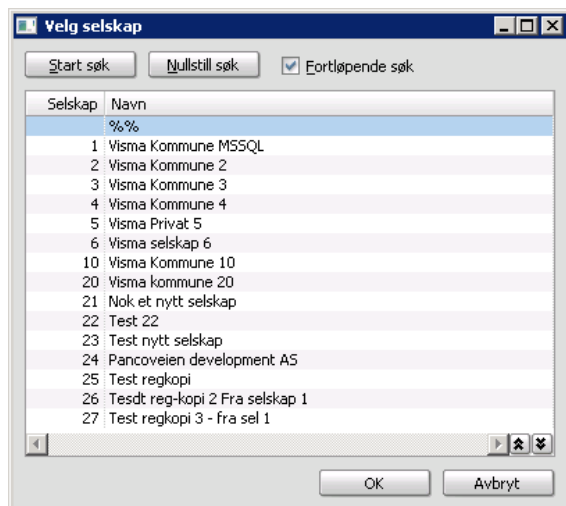 Velg selskap
Start søk Nullstill søk Fortløpende søk
Selskap Navn
%%
1 Visma Kommune MSSQL
2 Visma Kommune 2
3 Visma Kommune 3
4 Visma Kommune 4
5 Visma Privat 5
6 Visma selskap 6
10 Visma Kommune 10
20 Visma kommune 20
21 Nok et nytt selskap
22 Test 22
23 Test nytt selskap
24 Pancoveien development AS
25 Test regkopi
26 Tesdt reg-kopi 2 Fra selskap 1
27 Test regkopi 3 - fra sel 1
OK Avbryt